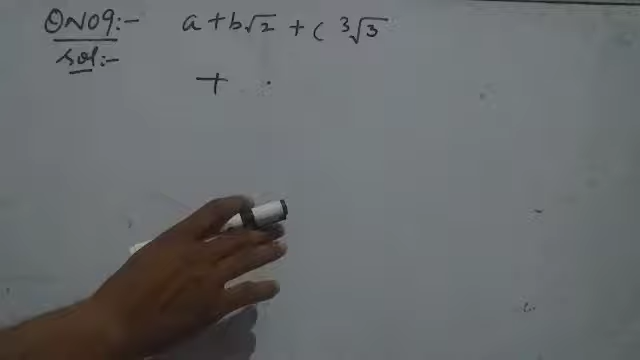 QNO9:- a+b√2 + c ∛3
Sol:-
+